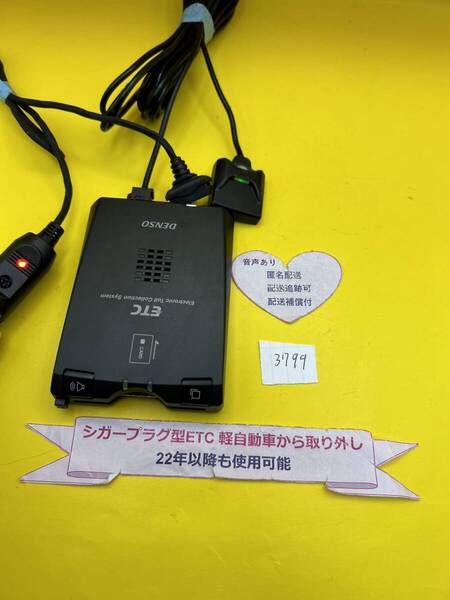 DENSO
Electronic Toll Collection System
ETC
CARD
音声あり
匿名配送
配送追跡可
配送補償付
3799
シガープラグ型ETC 軽自動車から取り外し
22年以降も使用可能